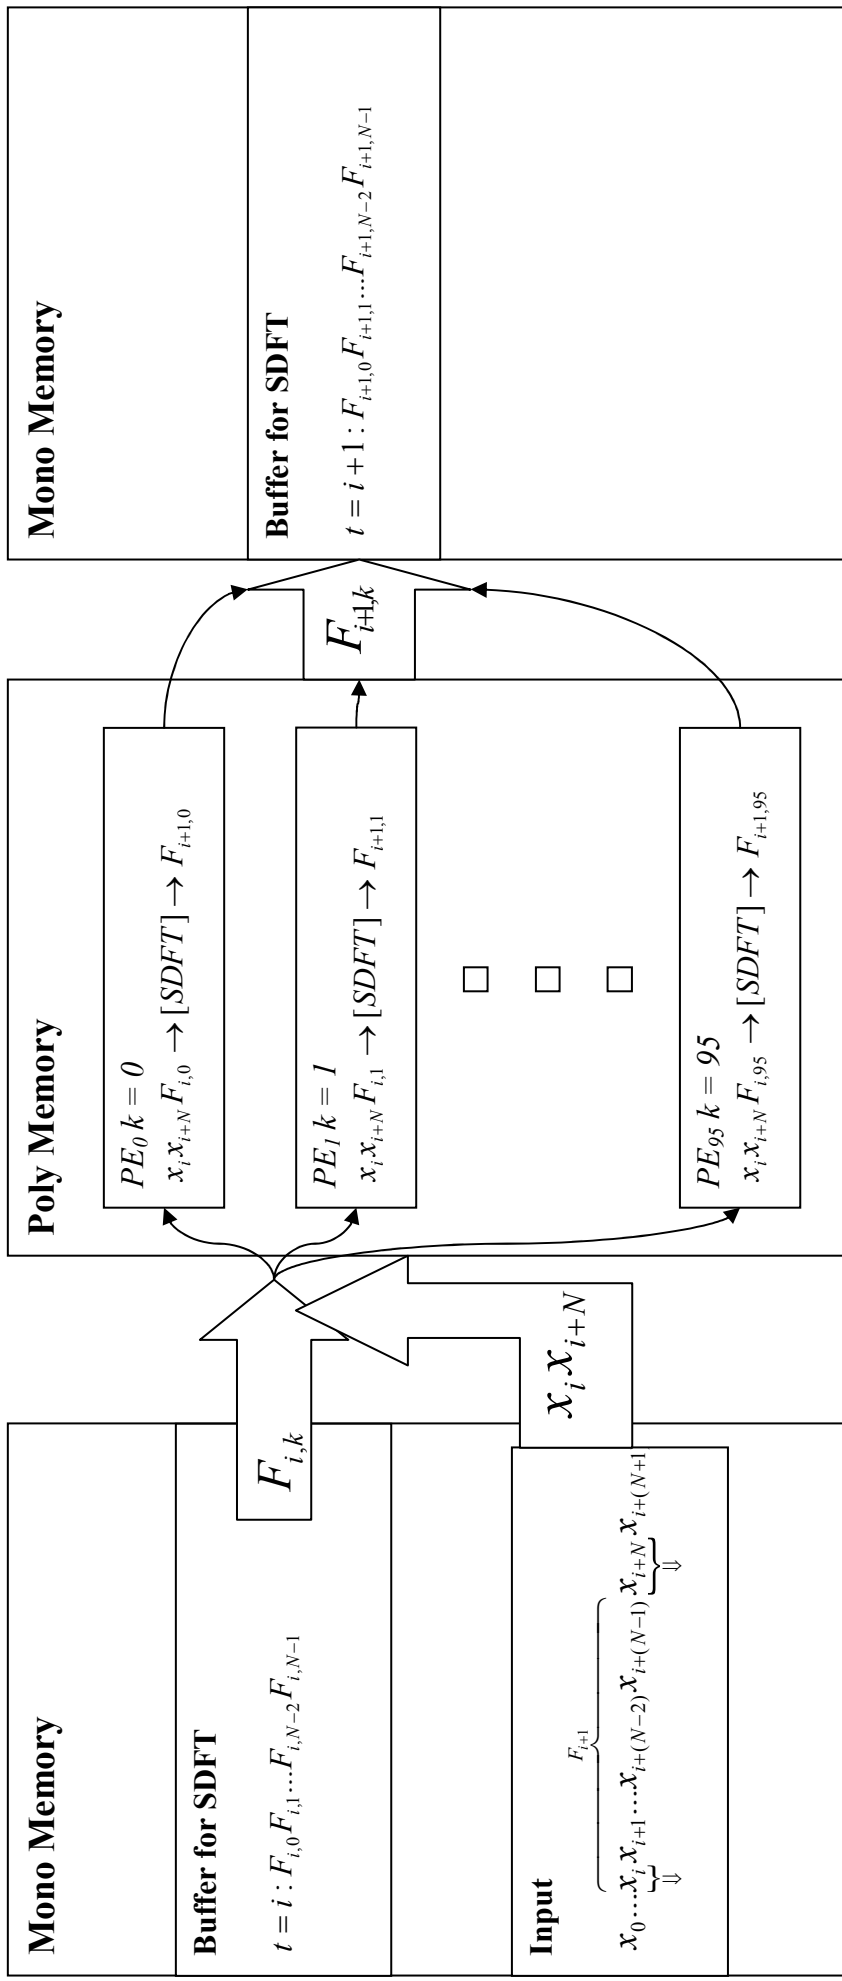 Mono Memory
Buffer for SDFT
t = i : F_{i,0} F_{i,1} ... F_{i,N−2} F_{i,N−1}
F_{i,k}
Input
F_{i+1}
x_0 ... x_i x_{i+1} ... x_{i+(N−2)} x_{i+(N−1)} x_{i+N} x_{i+(N+1)}
⇓ ⇓
x_i x_{i+N}
Poly Memory
PE_0 k = 0
x_i x_{i+N} F_{i,0} → [SDFT] → F_{i+1,0}
PE_1 k = 1
x_i x_{i+N} F_{i,1} → [SDFT] → F_{i+1,1}
PE_{95} k = 95
x_i x_{i+N} F_{i,95} → [SDFT] → F_{i+1,95}
F_{i+1,k}
Mono Memory
Buffer for SDFT
t = i + 1 : F_{i+1,0} F_{i+1,1} ... F_{i+1,N−2} F_{i+1,N−1}